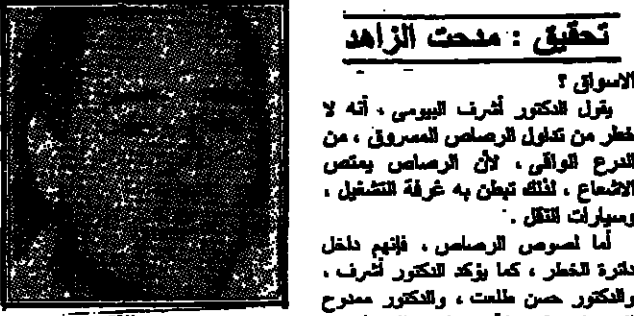 تحقيق : مدحت الزاهد
الاسواق ؟
يقول الدكتور أشرف البيومى ، أنه لا
خطر من تداول الرصاص المسروق ، من
الدرع الواقى ، لأن الرصاص يمتص
الاشعاع ، لذلك تبطن به غرفة التشغيل ،
وسيارات النقل .
أما لصوص الرصاص ، فإنهم داخل
دائرة الخطر ، كما يؤكد الدكتور أشرف ،
والدكتور حسن طلعت ، والدكتور ممدوح